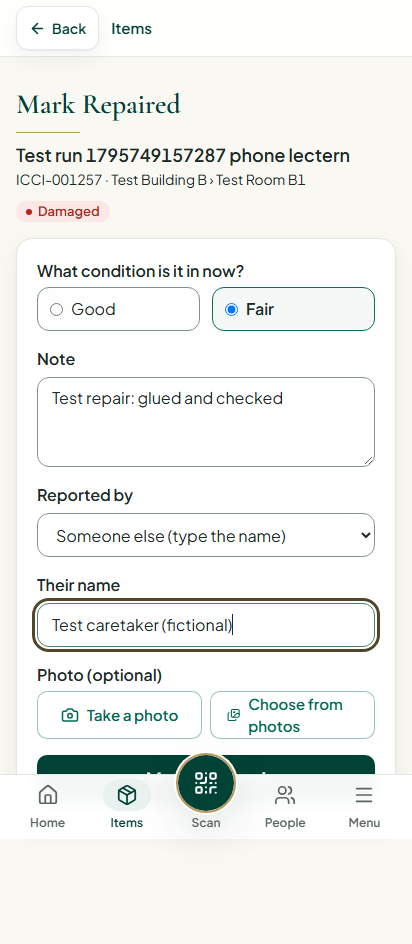 Back
Items
Mark Repaired
Test run 1795749157287 phone lectern
ICCI-001257 · Test Building B › Test Room B1
Damaged
What condition is it in now?
Good
Fair
Note
Test repair: glued and checked
Reported by
Someone else (type the name)
Their name
Test caretaker (fictional)
Photo (optional)
Take a photo
Choose from
photos
Home
Items
Scan
People
Menu